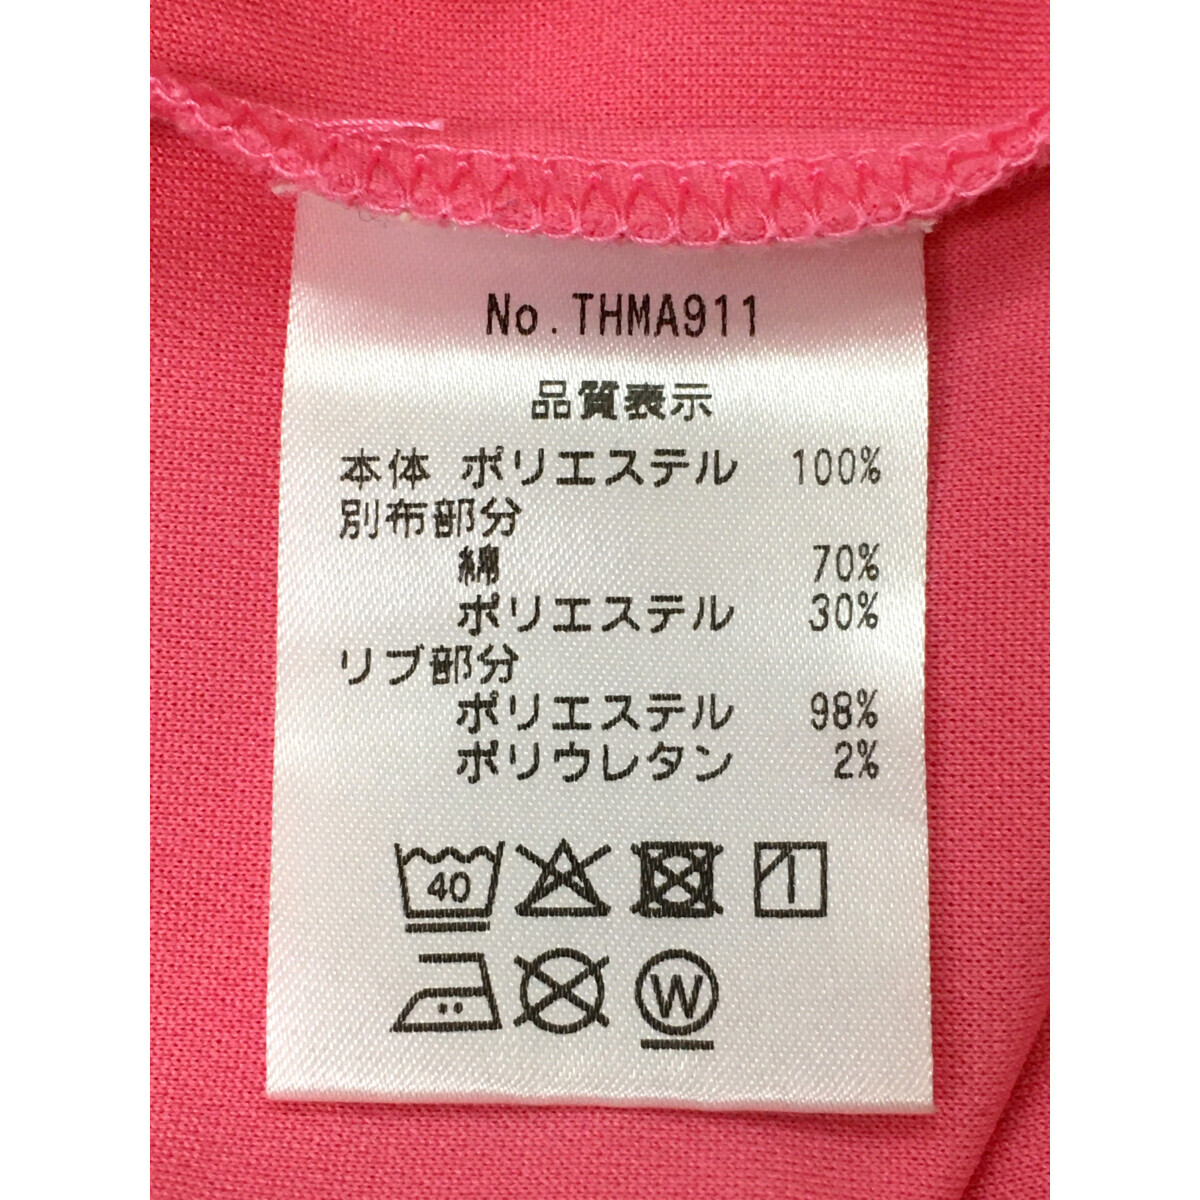 No.THMA911
品質表示
本体 ポリエステル 100%
別布部分
綿 70%
ポリエステル 30%
リブ部分
ポリエステル 98%
ポリウレタン 2%
40
W